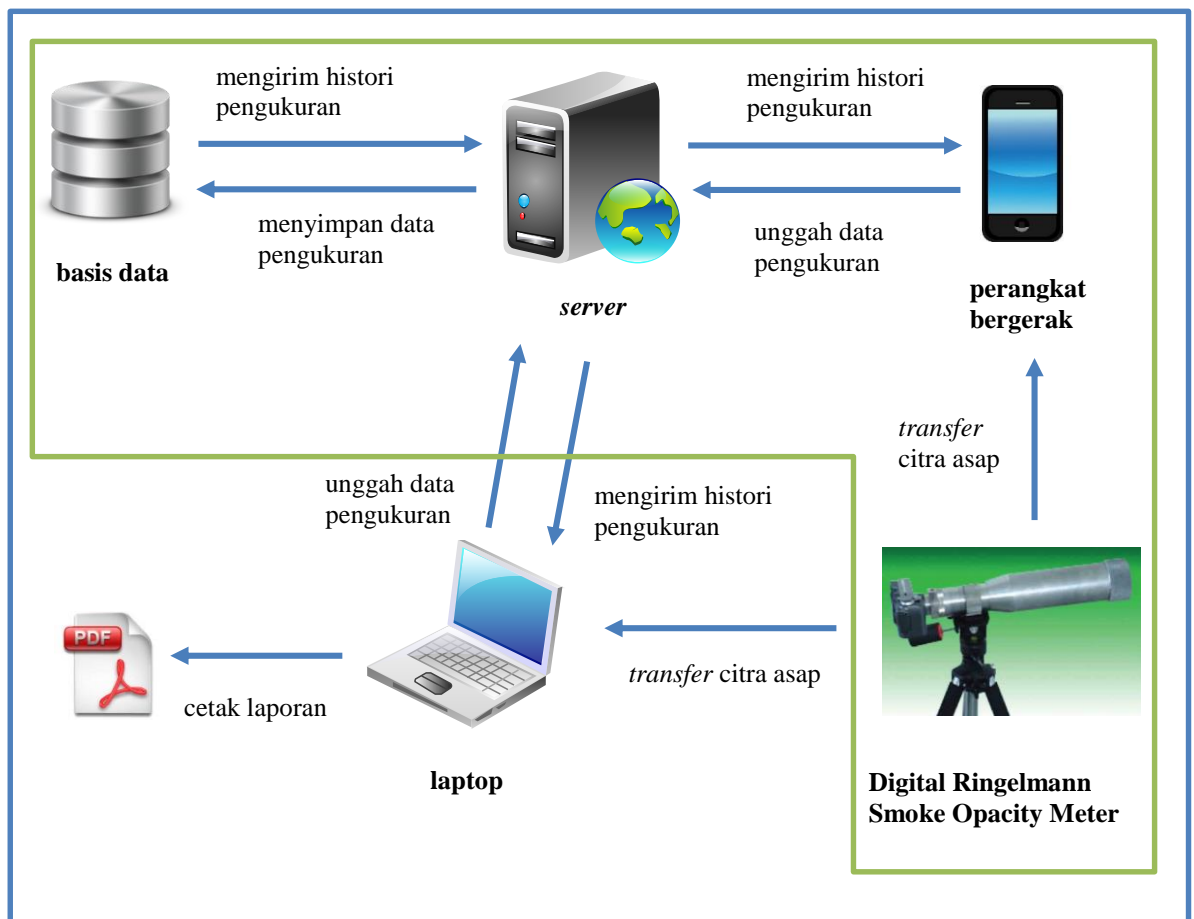 mengirim histori
pengukuran
mengirim histori
pengukuran
menyimpan data
pengukuran
unggah data
pengukuran
basis data
server
perangkat
bergerak
transfer
citra asap
unggah data
pengukuran
mengirim histori
pengukuran
PDF
cetak laporan
transfer citra asap
laptop
Digital Ringelmann
Smoke Opacity Meter